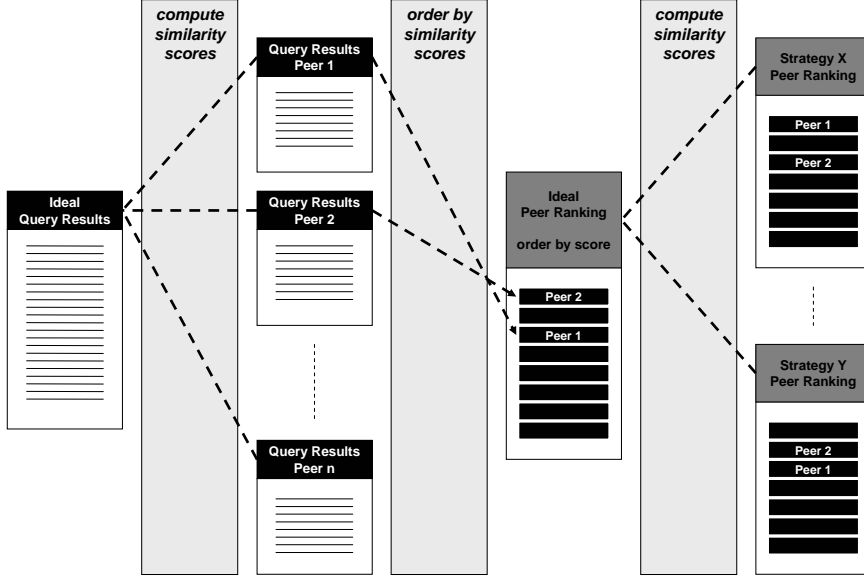 compute
similarity
scores
order by
similarity
scores
compute
similarity
scores
Ideal
Query Results
Query Results
Peer 1
Query Results
Peer 2
Query Results
Peer n
Ideal
Peer Ranking
order by score
Peer 2
Peer 1
Strategy X
Peer Ranking
Peer 1
Peer 2
Strategy Y
Peer Ranking
Peer 2
Peer 1